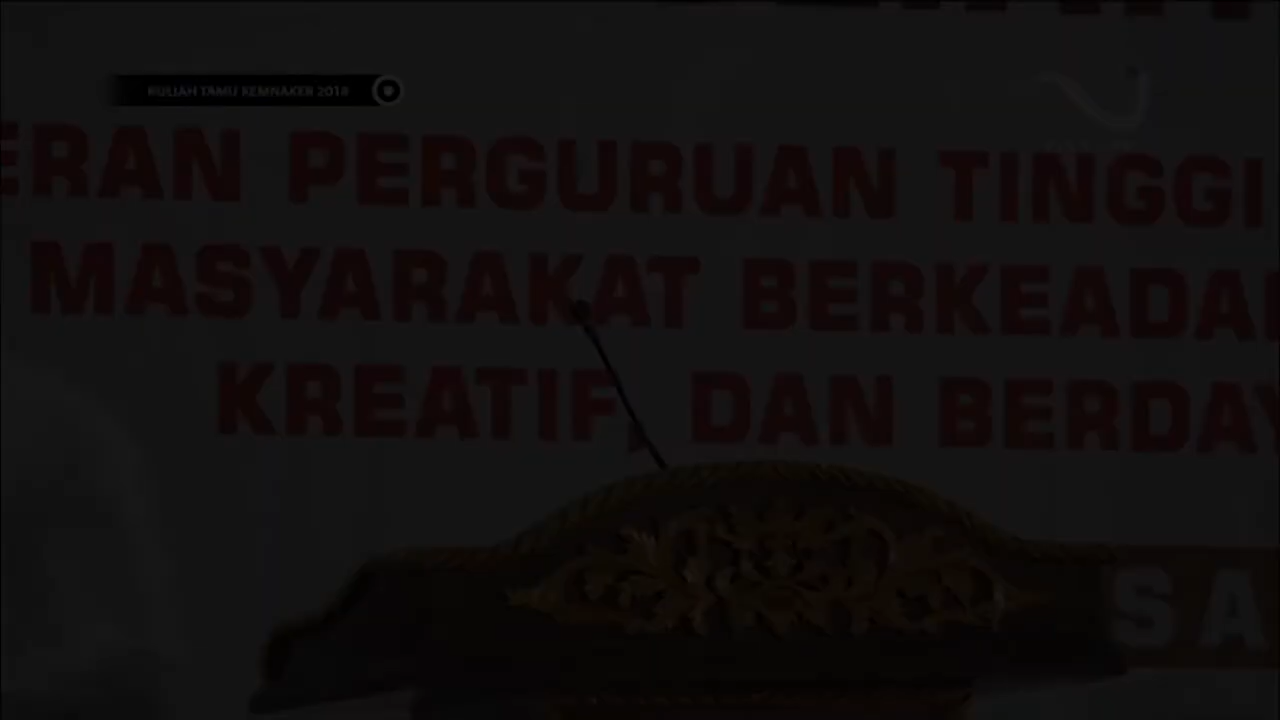 KULIAH TAMU KEMNAKER 2018
ERAN PERGURUAN TINGGI
MASYARAKAT BERKEADA
KREATIF, DAN BERDAY
SA